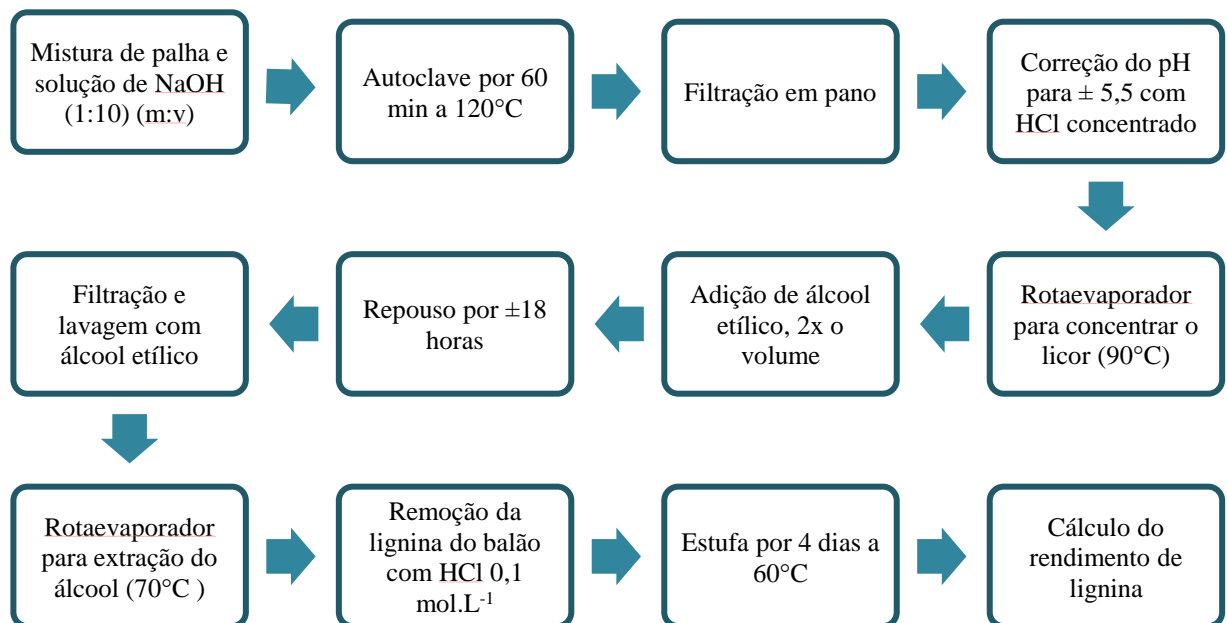 Mistura de palha e
solução de NaOH
(1:10) (m:v)
Autoclave por 60
min a 120°C
Filtração em pano
Correção do pH
para ± 5,5 com
HCl concentrado
Rotaevaporador
para concentrar o
licor (90°C)
Adição de álcool
etílico, 2x o
volume
Repouso por ±18
horas
Filtração e
lavagem com
álcool etílico
Rotaevaporador
para extração do
álcool (70°C )
Remoção da
lignina do balão
com HCl 0,1
mol.L⁻¹
Estufa por 4 dias a
60°C
Cálculo do
rendimento de
lignina